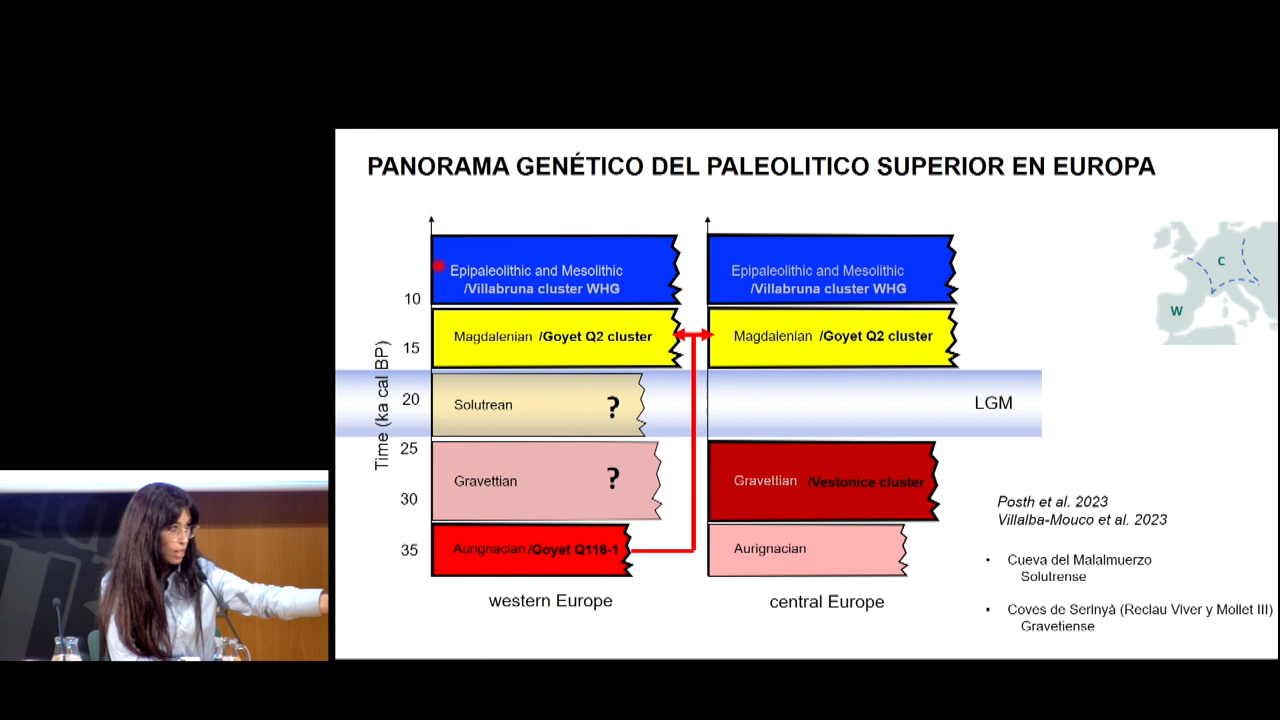 PANORAMA GENÉTICO DEL PALEOLITICO SUPERIOR EN EUROPA
Time (ka cal BP)
10
15
20
25
30
35
Epipaleolithic and Mesolithic
/Villabruna cluster WHG
Magdalenian /Goyet Q2 cluster
Solutrean ?
Gravettian ?
Aurignacian /Goyet Q116-1
western Europe
Epipaleolithic and Mesolithic
/Villabruna cluster WHG
Magdalenian /Goyet Q2 cluster
LGM
Gravettian /Vestonice cluster
Aurignacian
central Europe
C
W
Posth et al. 2023
Villalba-Mouco et al. 2023
• Cueva del Malalmuerzo
Solutrense
• Coves de Serinyà (Reclau Viver y Mollet III)
Gravetiense